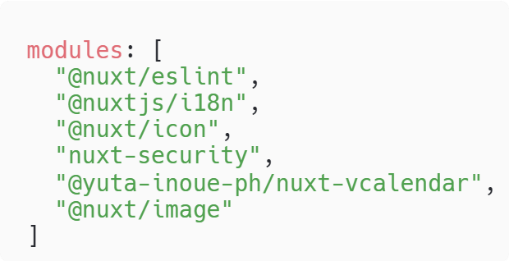 modules: [
  "@nuxt/eslint",
  "@nuxtjs/i18n",
  "@nuxt/icon",
  "nuxt-security",
  "@yuta-inoue-ph/nuxt-vcalendar",
  "@nuxt/image"
]